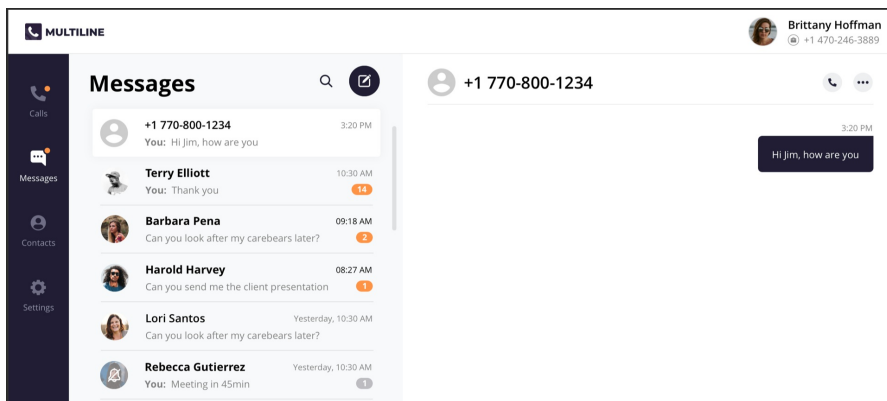 MULTILINE
Brittany Hoffman
+1 470-246-3889
Calls
Messages
Contacts
Settings
Messages
+1 770-800-1234
3:20 PM
You: Hi Jim, how are you
Terry Elliott
10:30 AM
You: Thank you
14
Barbara Pena
09:18 AM
Can you look after my carebears later?
2
Harold Harvey
08:27 AM
Can you send me the client presentation
1
Lori Santos
Yesterday, 10:30 AM
Can you look after my carebears later?
Rebecca Gutierrez
Yesterday, 10:30 AM
You: Meeting in 45min
1
+1 770-800-1234
3:20 PM
Hi Jim, how are you